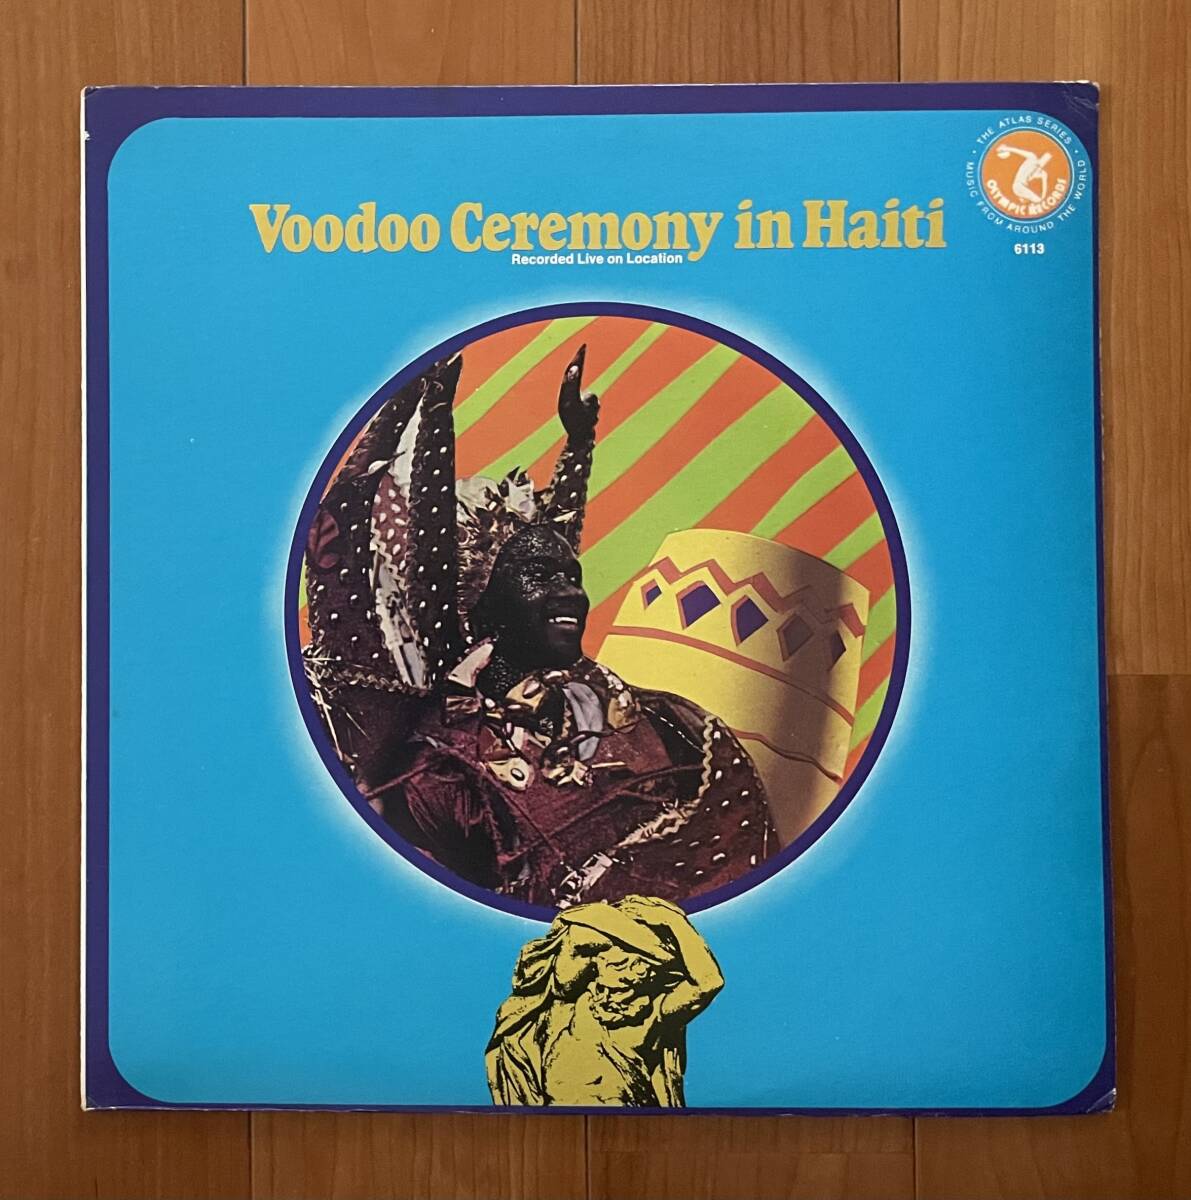 Voodoo Ceremony in Haiti
Recorded Live on Location
• THE ATLAS SERIES •
MUSIC FROM AROUND THE WORLD
OLYMPIC RECORDS
6113